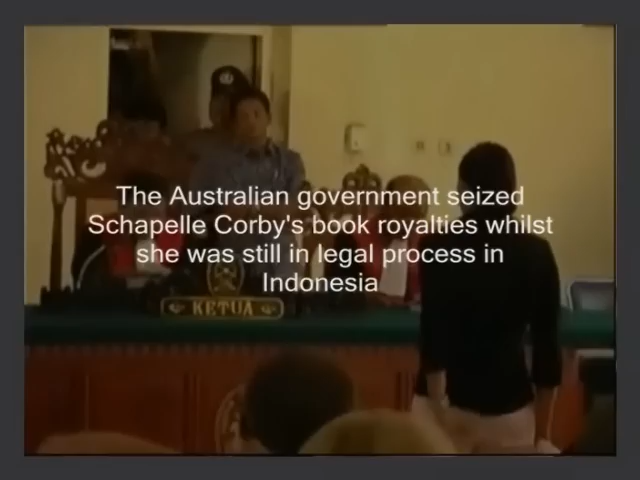 The Australian government seized
Schapelle Corby's book royalties whilst
she was still in legal process in
Indonesia
KETUA